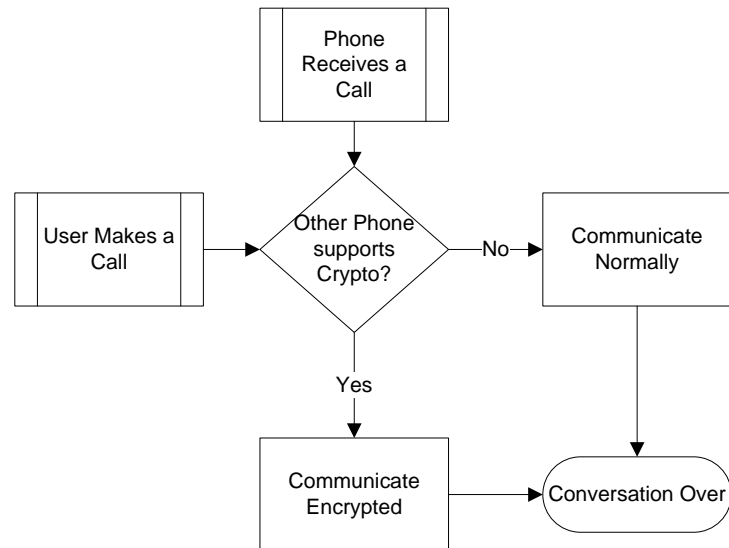 Phone
Receives a
Call
User Makes a
Call
Other Phone
supports
Crypto?
No
Communicate
Normally
Yes
Communicate
Encrypted
Conversation Over